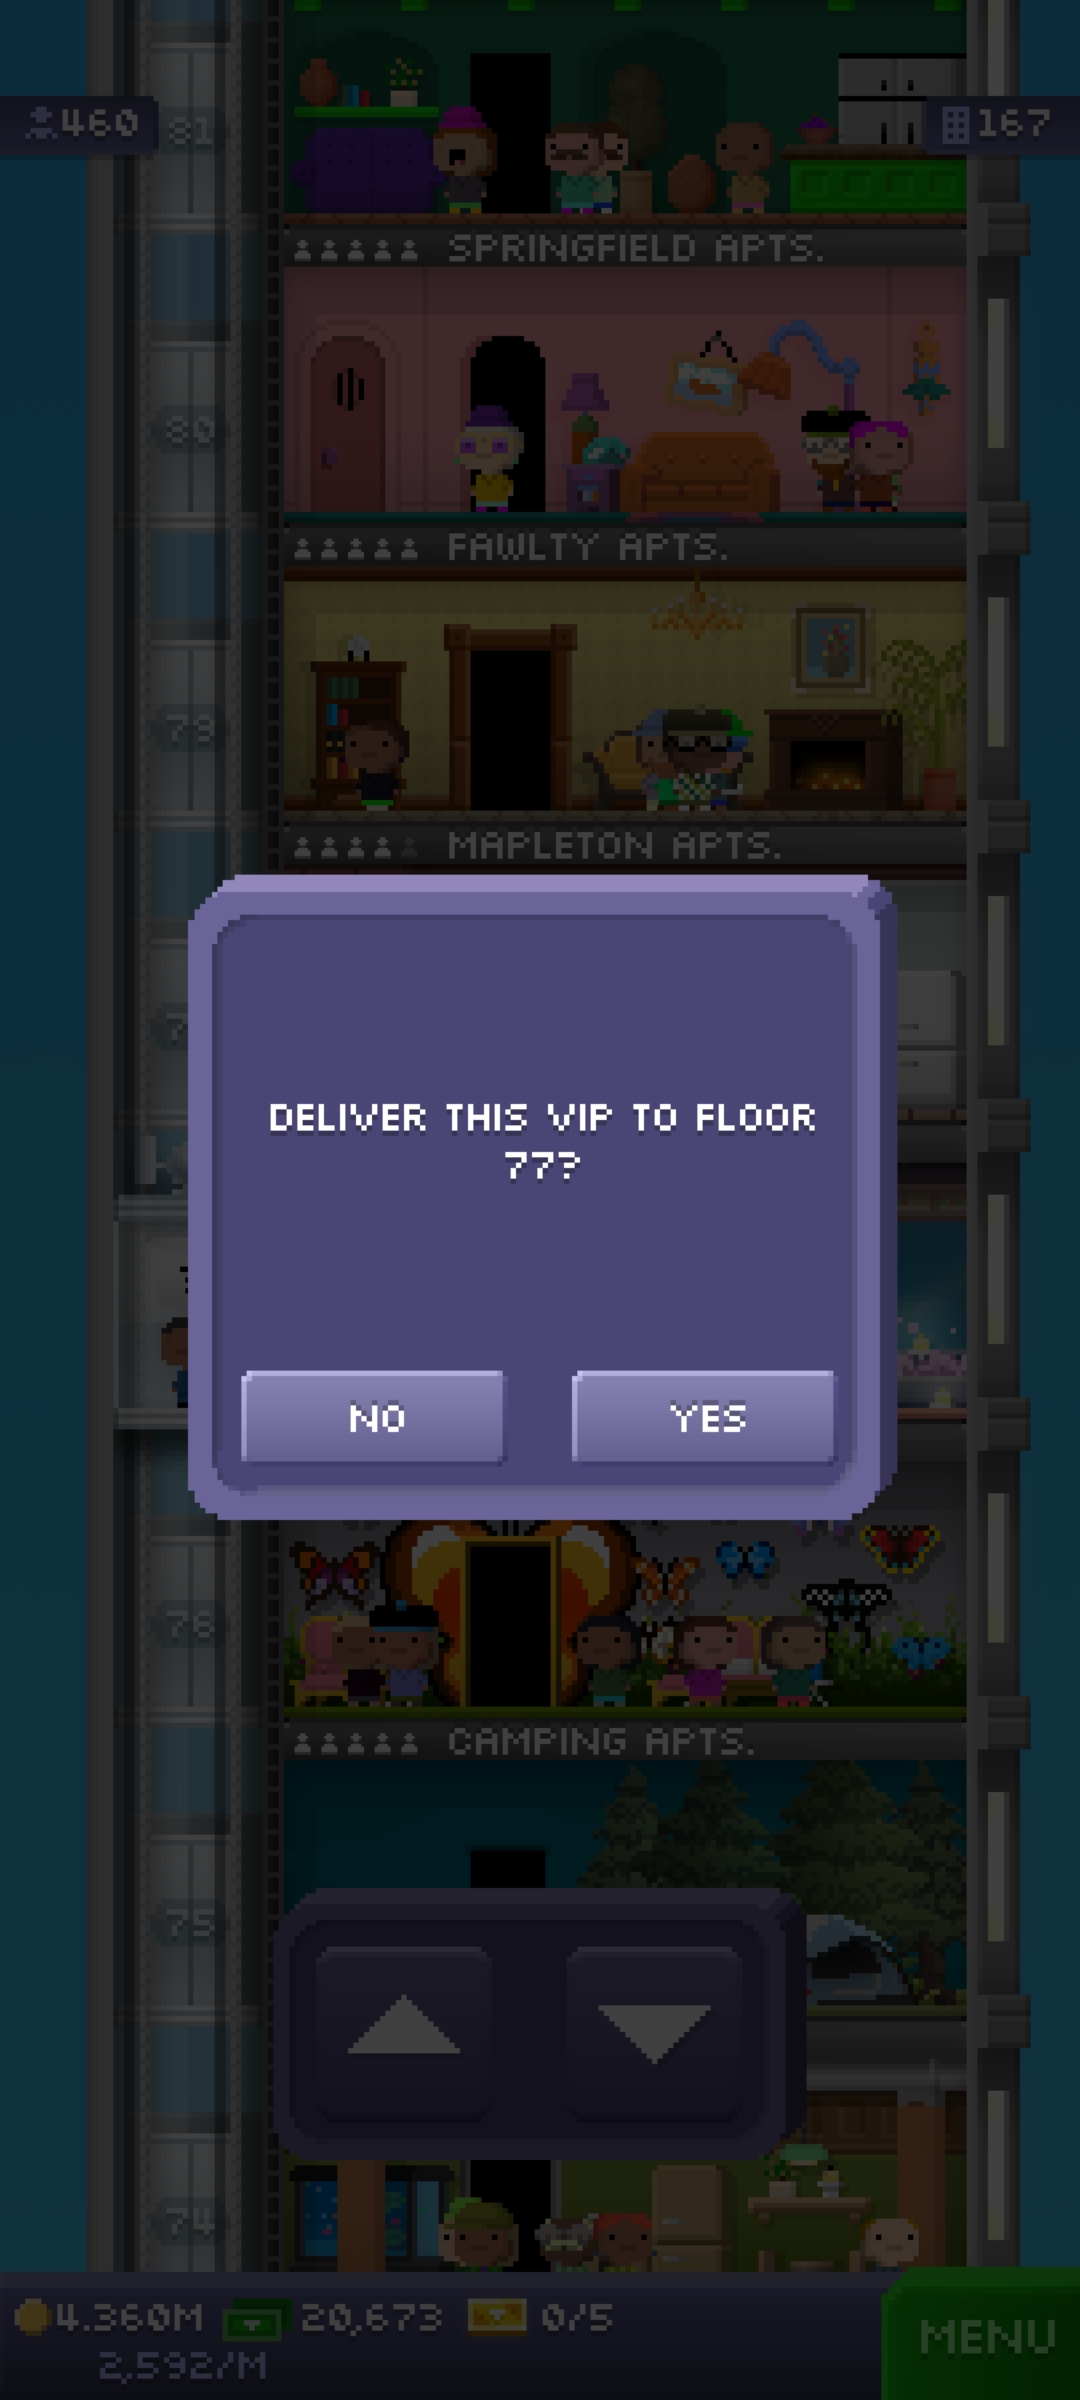 460
167
81
SPRINGFIELD APTS.
80
FAWLTY APTS.
79
MAPLETON APTS.
DELIVER THIS VIP TO FLOOR
77?
NO
YES
76
CAMPING APTS.
75
74
4.360M
20,673
0/5
MENU
2,592/M